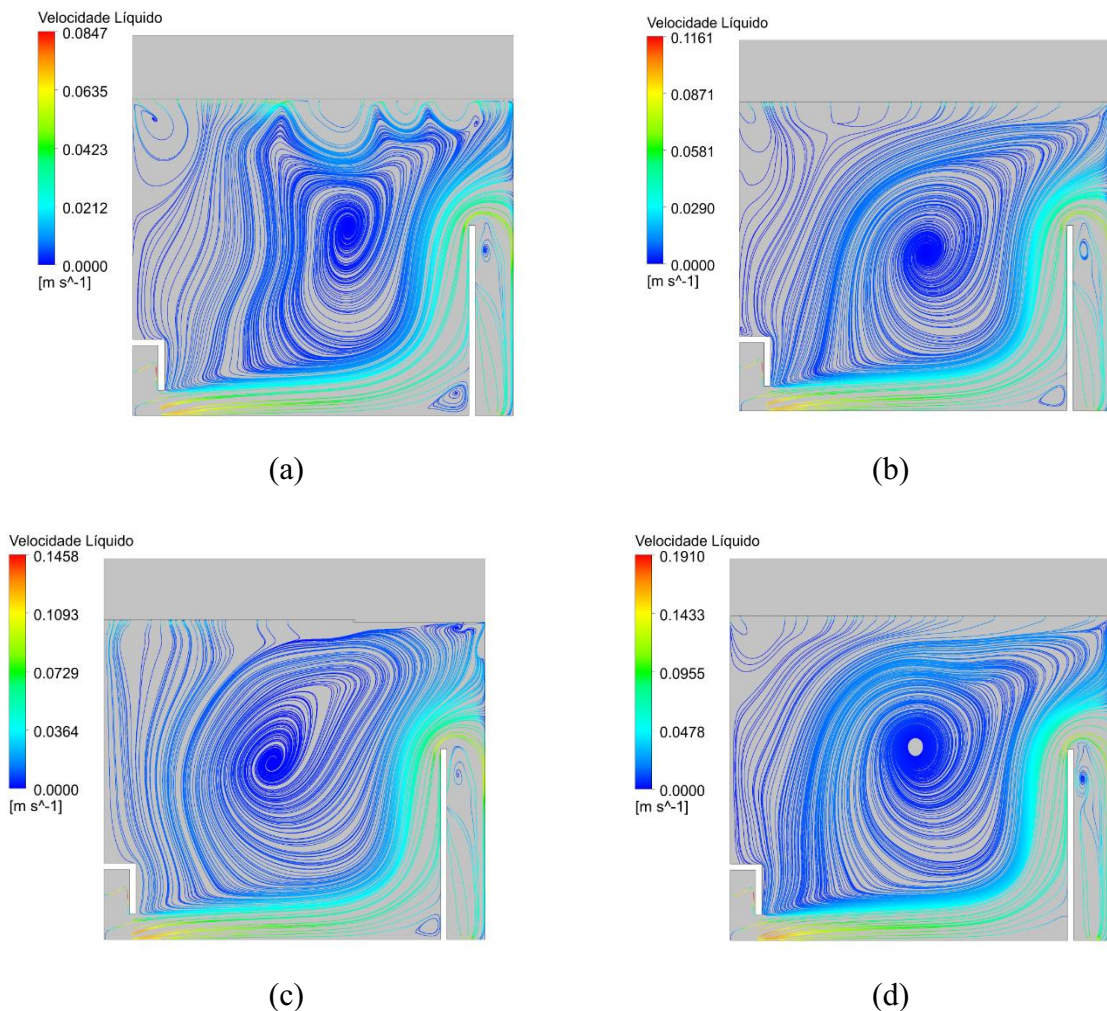 Velocidade Líquido
0.0847
0.0635
0.0423
0.0212
0.0000
[m s^-1]
(a)
Velocidade Líquido
0.1161
0.0871
0.0581
0.0290
0.0000
[m s^-1]
(b)
Velocidade Líquido
0.1458
0.1093
0.0729
0.0364
0.0000
[m s^-1]
(c)
Velocidade Líquido
0.1910
0.1433
0.0955
0.0478
0.0000
[m s^-1]
(d)